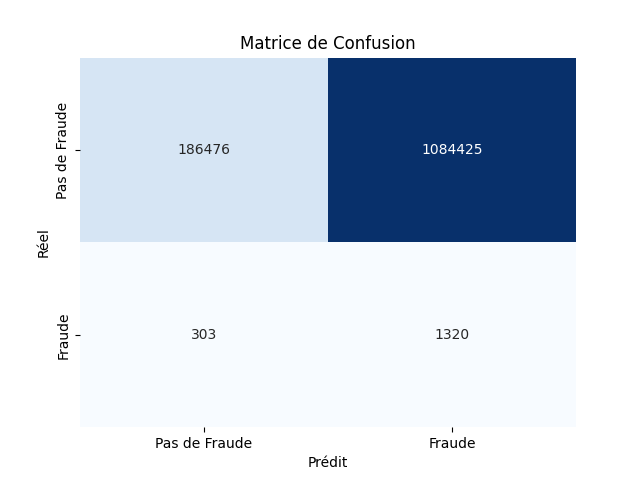 Matrice de Confusion
Pas de Fraude
186476
1084425
Réel
Fraude
303
1320
Pas de Fraude
Fraude
Prédit